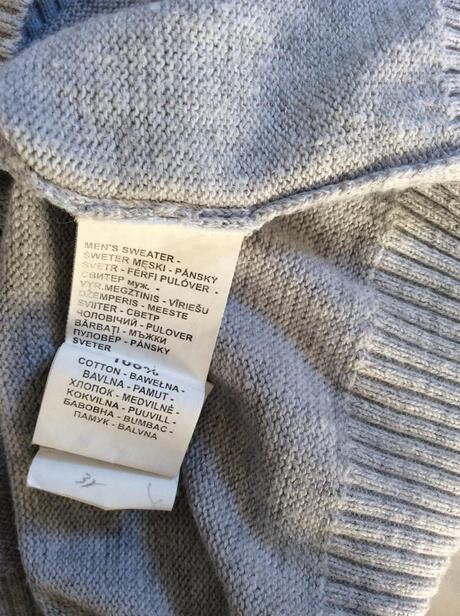 MEN'S SWEATER -
SWETER MĘSKI - PÁNSKÝ
SVETR - FÉRFI PULÓVER -
СВИТЕР муж. -
VYR.MEGZTINIS - VĪRIEŠU
DŽEMPERIS - MEESTE
SVIITER - СВЕТР
ЧОЛОВІЧИЙ - PULOVER
BĂRBAŢI - МЪЖКИ
ПУЛОВЕР - PÁNSKY
SVETER
100%
COTTON - BAWEŁNA -
BAVLNA - PAMUT -
ХЛОПОК - MEDVILNĖ -
KOKVILNA - PUUVILL -
БАВОВНА - BUMBAC -
ПАМУК - BALVNA